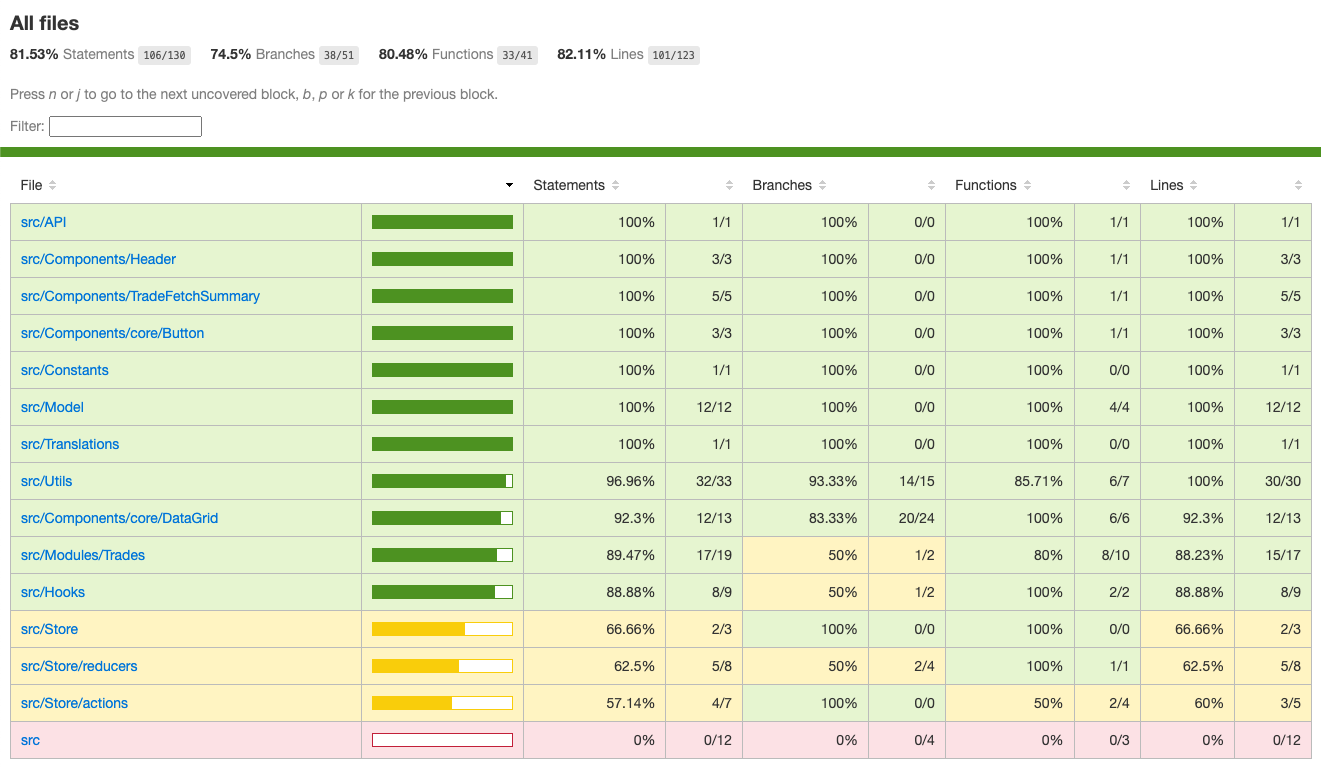 All files
81.53% Statements 106/130 74.5% Branches 38/51 80.48% Functions 33/41 82.11% Lines 101/123
Press n or j to go to the next uncovered block, b, p or k for the previous block.
Filter:
File Statements Branches Functions Lines
src/API 100% 1/1 100% 0/0 100% 1/1 100% 1/1
src/Components/Header 100% 3/3 100% 0/0 100% 1/1 100% 3/3
src/Components/TradeFetchSummary 100% 5/5 100% 0/0 100% 1/1 100% 5/5
src/Components/core/Button 100% 3/3 100% 0/0 100% 1/1 100% 3/3
src/Constants 100% 1/1 100% 0/0 100% 0/0 100% 1/1
src/Model 100% 12/12 100% 0/0 100% 4/4 100% 12/12
src/Translations 100% 1/1 100% 0/0 100% 0/0 100% 1/1
src/Utils 96.96% 32/33 93.33% 14/15 85.71% 6/7 100% 30/30
src/Components/core/DataGrid 92.3% 12/13 83.33% 20/24 100% 6/6 92.3% 12/13
src/Modules/Trades 89.47% 17/19 50% 1/2 80% 8/10 88.23% 15/17
src/Hooks 88.88% 8/9 50% 1/2 100% 2/2 88.88% 8/9
src/Store 66.66% 2/3 100% 0/0 100% 0/0 66.66% 2/3
src/Store/reducers 62.5% 5/8 50% 2/4 100% 1/1 62.5% 5/8
src/Store/actions 57.14% 4/7 100% 0/0 50% 2/4 60% 3/5
src 0% 0/12 0% 0/4 0% 0/3 0% 0/12